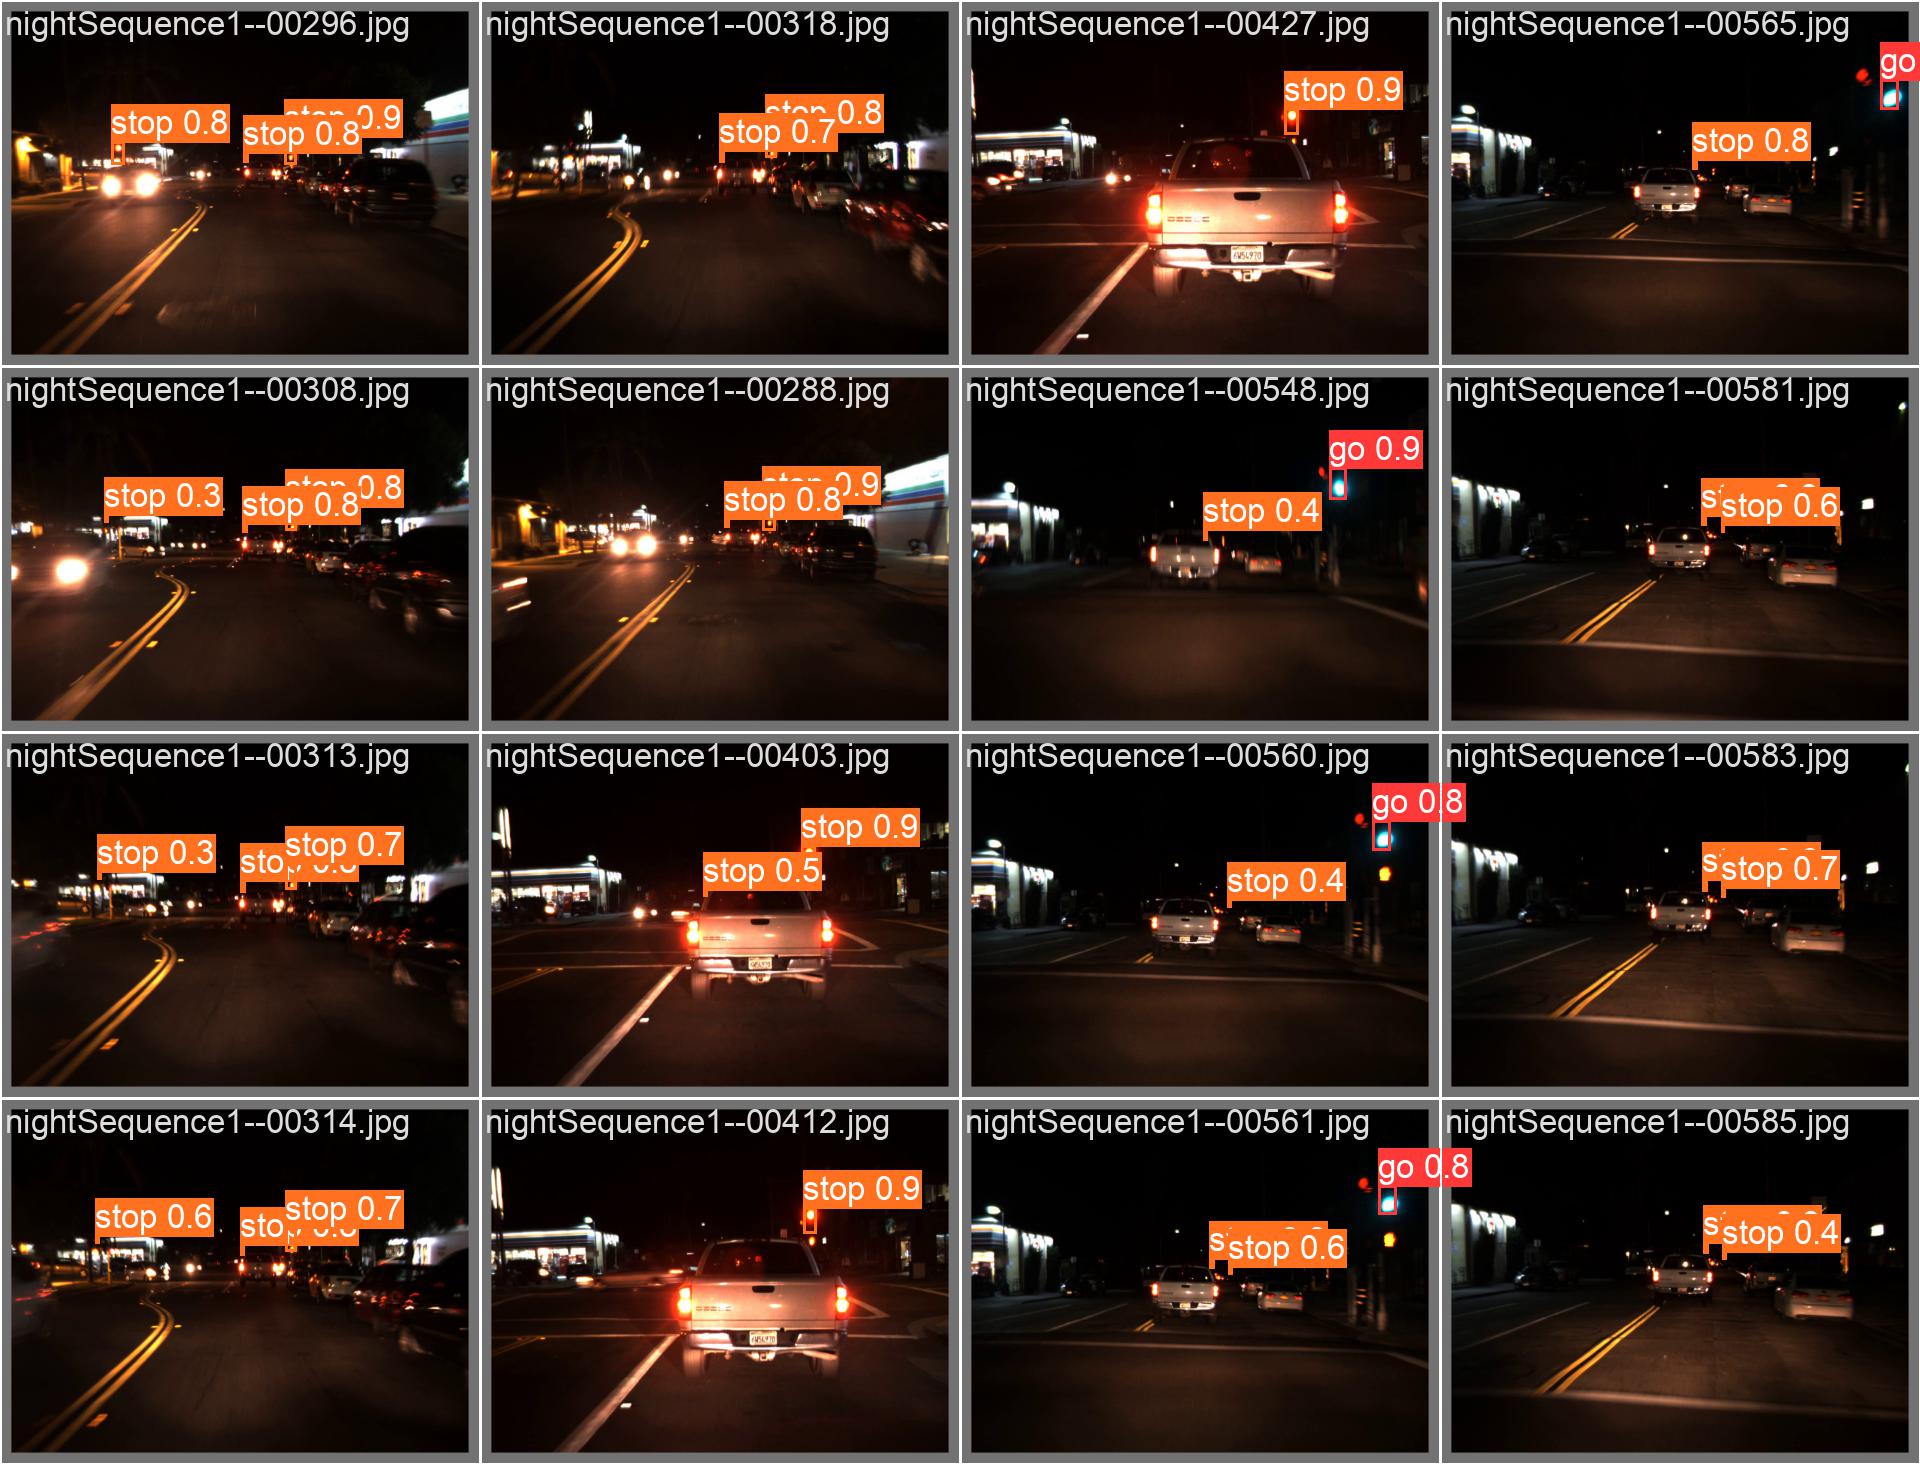 nightSequence1--00296.jpg
stop 0.8
stop 0.8
0.9
nightSequence1--00318.jpg
stop 0.8
stop 0.7
nightSequence1--00427.jpg
stop 0.9
nightSequence1--00565.jpg
go
stop 0.8
nightSequence1--00308.jpg
stop 0.3
stop 0.8
0.8
nightSequence1--00288.jpg
stop 0.8
0.9
nightSequence1--00548.jpg
go 0.9
stop 0.4
nightSequence1--00581.jpg
stop 0.6
nightSequence1--00313.jpg
stop 0.3
stop 0.7
nightSequence1--00403.jpg
stop 0.9
stop 0.5
nightSequence1--00560.jpg
go 0.8
stop 0.4
nightSequence1--00583.jpg
stop 0.7
nightSequence1--00314.jpg
stop 0.6
stop 0.7
nightSequence1--00412.jpg
stop 0.9
nightSequence1--00561.jpg
go 0.8
stop 0.6
nightSequence1--00585.jpg
stop 0.4